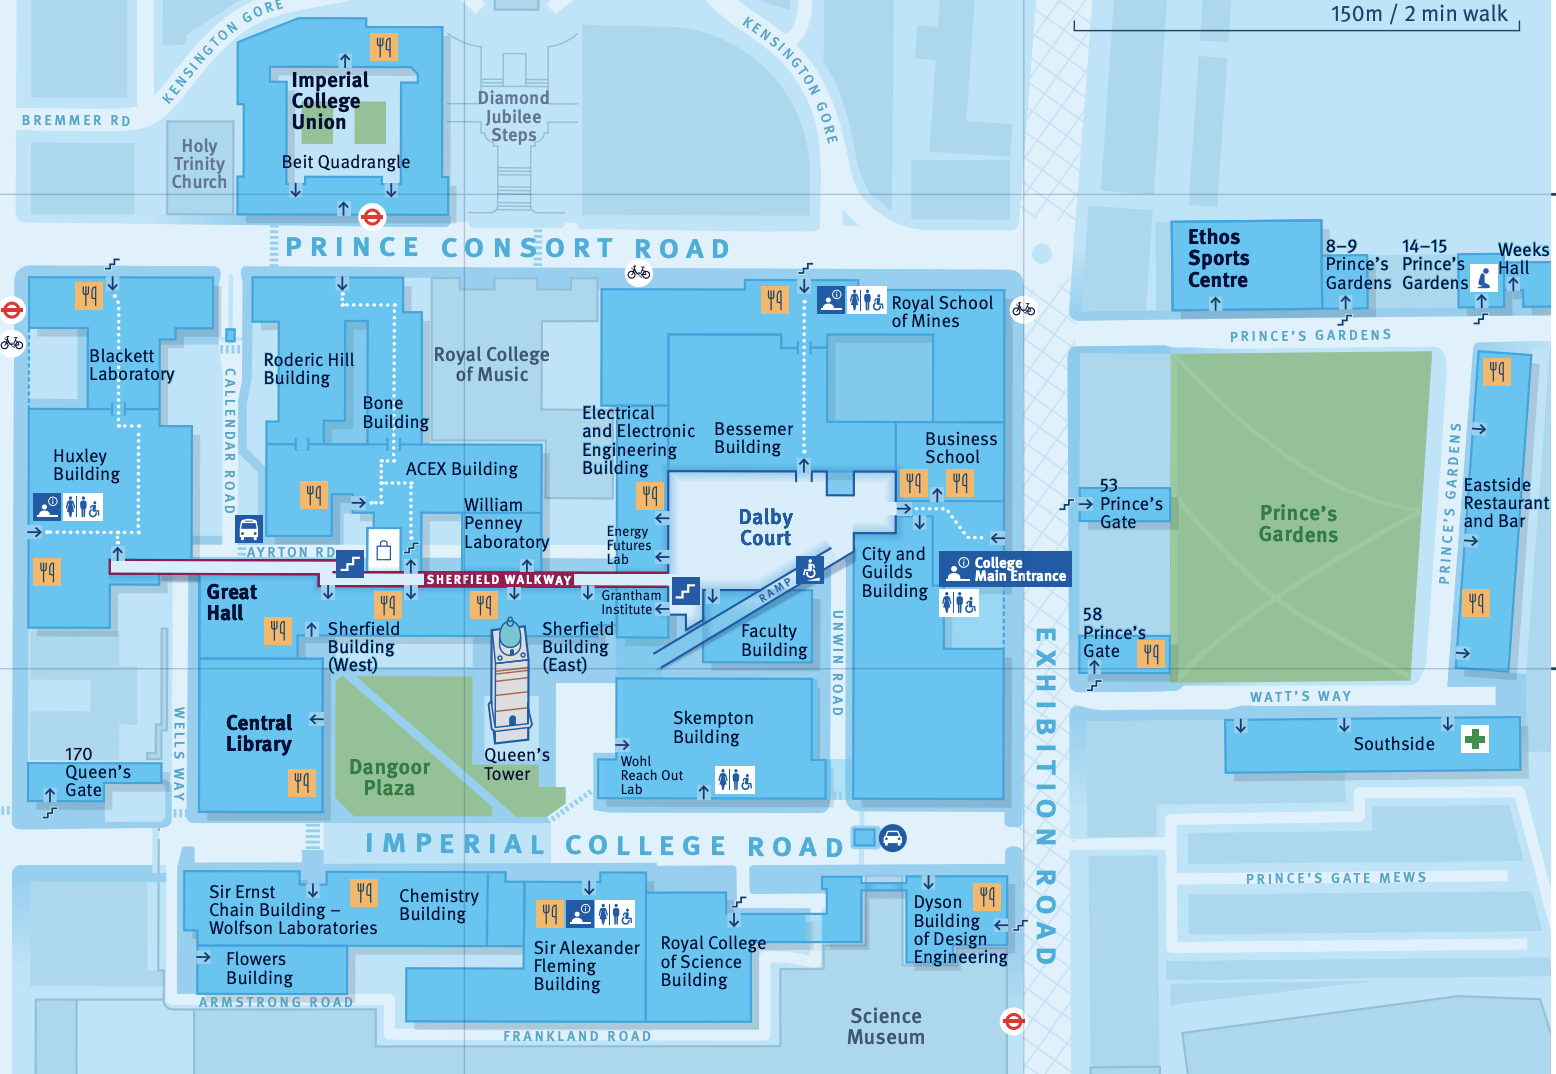 150m / 2 min walk
KENSINGTON GORE
KENSINGTON GORE
BREMMER RD
Imperial
College
Union
Beit Quadrangle
Holy
Trinity
Church
Diamond
Jubilee
Steps
PRINCE CONSORT ROAD
Ethos
Sports
Centre
8–9
Prince's
Gardens
14–15
Prince's
Gardens
Weeks
Hall
PRINCE'S GARDENS
Blackett
Laboratory
CALLENDAR ROAD
Roderic Hill
Building
Bone
Building
Royal College
of Music
Royal School
of Mines
Electrical
and Electronic
Engineering
Building
Bessemer
Building
Business
School
Huxley
Building
ACEX Building
William
Penney
Laboratory
Energy
Futures
Lab
Dalby
Court
City and
Guilds
Building
College
Main Entrance
53
Prince's
Gate
Prince's
Gardens
PRINCE'S GARDENS
Eastside
Restaurant
and Bar
AYRTON RD
SHERFIELD WALKWAY
Grantham
Institute
RAMP
Great
Hall
Sherfield
Building
(West)
Sherfield
Building
(East)
Faculty
Building
UNWIN ROAD
58
Prince's
Gate
EXHIBITION ROAD
WATT'S WAY
Central
Library
WELLS WAY
Dangoor
Plaza
Queen's
Tower
Skempton
Building
Wohl
Reach Out
Lab
Southside
170
Queen's
Gate
IMPERIAL COLLEGE ROAD
PRINCE'S GATE MEWS
Sir Ernst
Chain Building –
Wolfson Laboratories
Chemistry
Building
Flowers
Building
Sir Alexander
Fleming
Building
Royal College
of Science
Building
Dyson
Building
of Design
Engineering
ARMSTRONG ROAD
FRANKLAND ROAD
Science
Museum